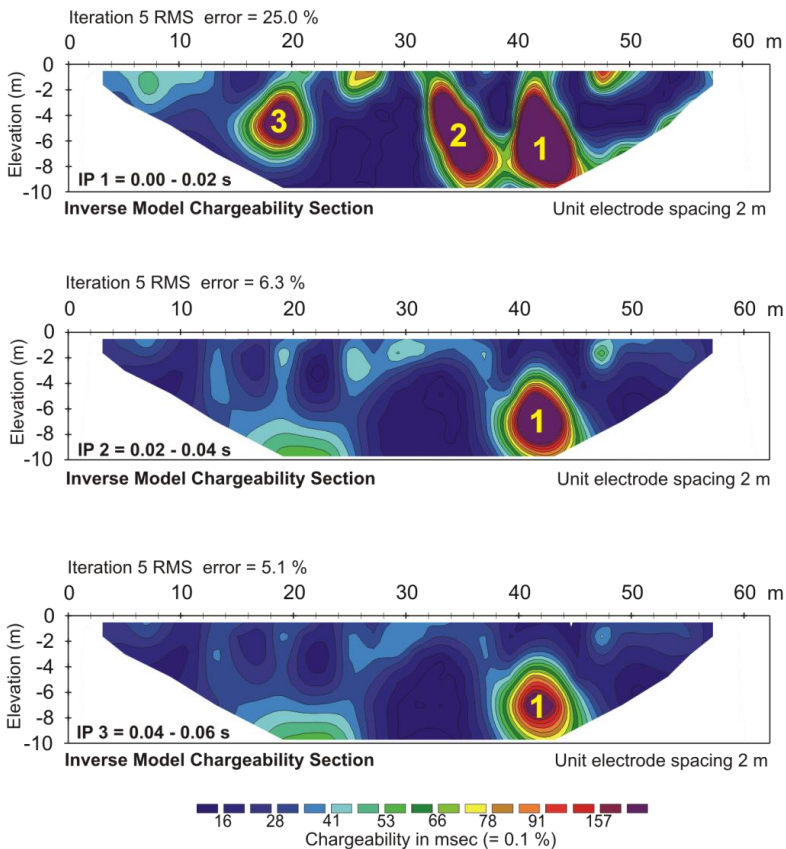 Iteration 5 RMS error = 25.0 %
0 10 20 30 40 50 60 m
0
-2
-4
-6
-8
-10
Elevation (m)
3
2
1
IP 1 = 0.00 - 0.02 s
Inverse Model Chargeability Section Unit electrode spacing 2 m
Iteration 5 RMS error = 6.3 %
0 10 20 30 40 50 60 m
0
-2
-4
-6
-8
-10
Elevation (m)
1
IP 2 = 0.02 - 0.04 s
Inverse Model Chargeability Section Unit electrode spacing 2 m
Iteration 5 RMS error = 5.1 %
0 10 20 30 40 50 60 m
0
-2
-4
-6
-8
-10
Elevation (m)
1
IP 3 = 0.04 - 0.06 s
Inverse Model Chargeability Section Unit electrode spacing 2 m
16 28 41 53 66 78 91 157
Chargeability in msec (= 0.1 %)